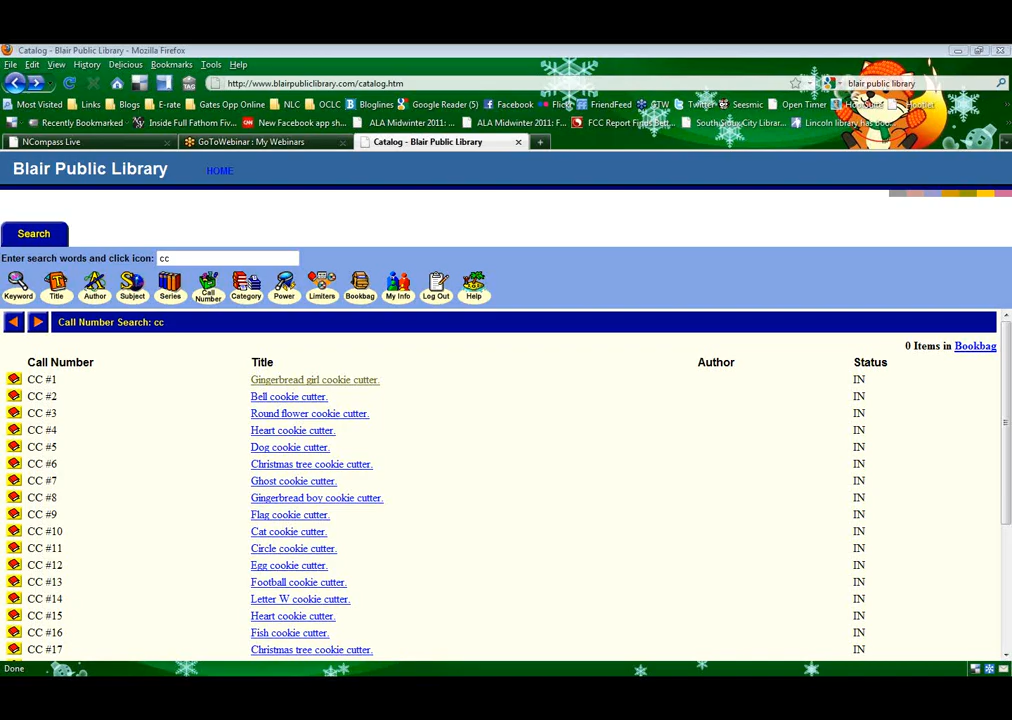 Catalog - Blair Public Library - Mozilla Firefox
File Edit View History Delicious Bookmarks Tools Help
http://www.blairpubliclibrary.com/catalog.htm blair public library
Most Visited Links Blogs E-rate Gates Opp Online NLC OCLC Bloglines Google Reader (5) Facebook Flickr FriendFeed GTW Twitter Seesmic Open Timer HootSuite Hootlet
Recently Bookmarked Inside Full Fathom Fiv... New Facebook app sh... ALA Midwinter 2011: ... ALA Midwinter 2011: F... FCC Report Finds Bett... South Sioux City Librar... Lincoln library has boo...
NCompass Live GoToWebinar : My Webinars Catalog - Blair Public Library
Blair Public Library HOME
Search
Enter search words and click icon: cc
Keyword Title Author Subject Series Call Number Category Power Limiters Bookbag My Info Log Out Help
Call Number Search: cc
0 Items in Bookbag
Call Number Title Author Status
CC #1 Gingerbread girl cookie cutter. IN
CC #2 Bell cookie cutter. IN
CC #3 Round flower cookie cutter. IN
CC #4 Heart cookie cutter. IN
CC #5 Dog cookie cutter. IN
CC #6 Christmas tree cookie cutter. IN
CC #7 Ghost cookie cutter. IN
CC #8 Gingerbread boy cookie cutter. IN
CC #9 Flag cookie cutter. IN
CC #10 Cat cookie cutter. IN
CC #11 Circle cookie cutter. IN
CC #12 Egg cookie cutter. IN
CC #13 Football cookie cutter. IN
CC #14 Letter W cookie cutter. IN
CC #15 Heart cookie cutter. IN
CC #16 Fish cookie cutter. IN
CC #17 Christmas tree cookie cutter. IN
Done